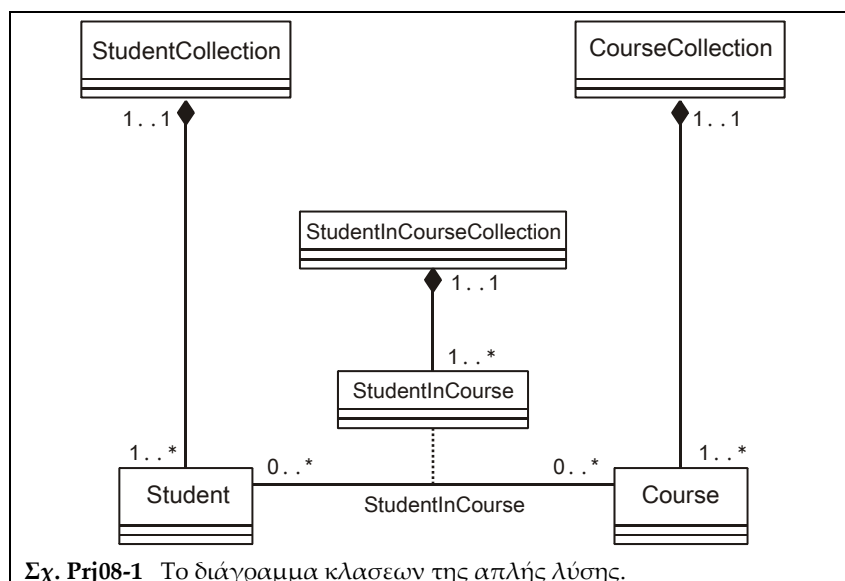 StudentCollection
CourseCollection
1..1
1..1
StudentInCourseCollection
1..1
1..*
StudentInCourse
1..*
0..*
0..*
1..*
Student
StudentInCourse
Course
Σχ. Prj08-1 Το διάγραμμα κλασεων της απλής λύσης.